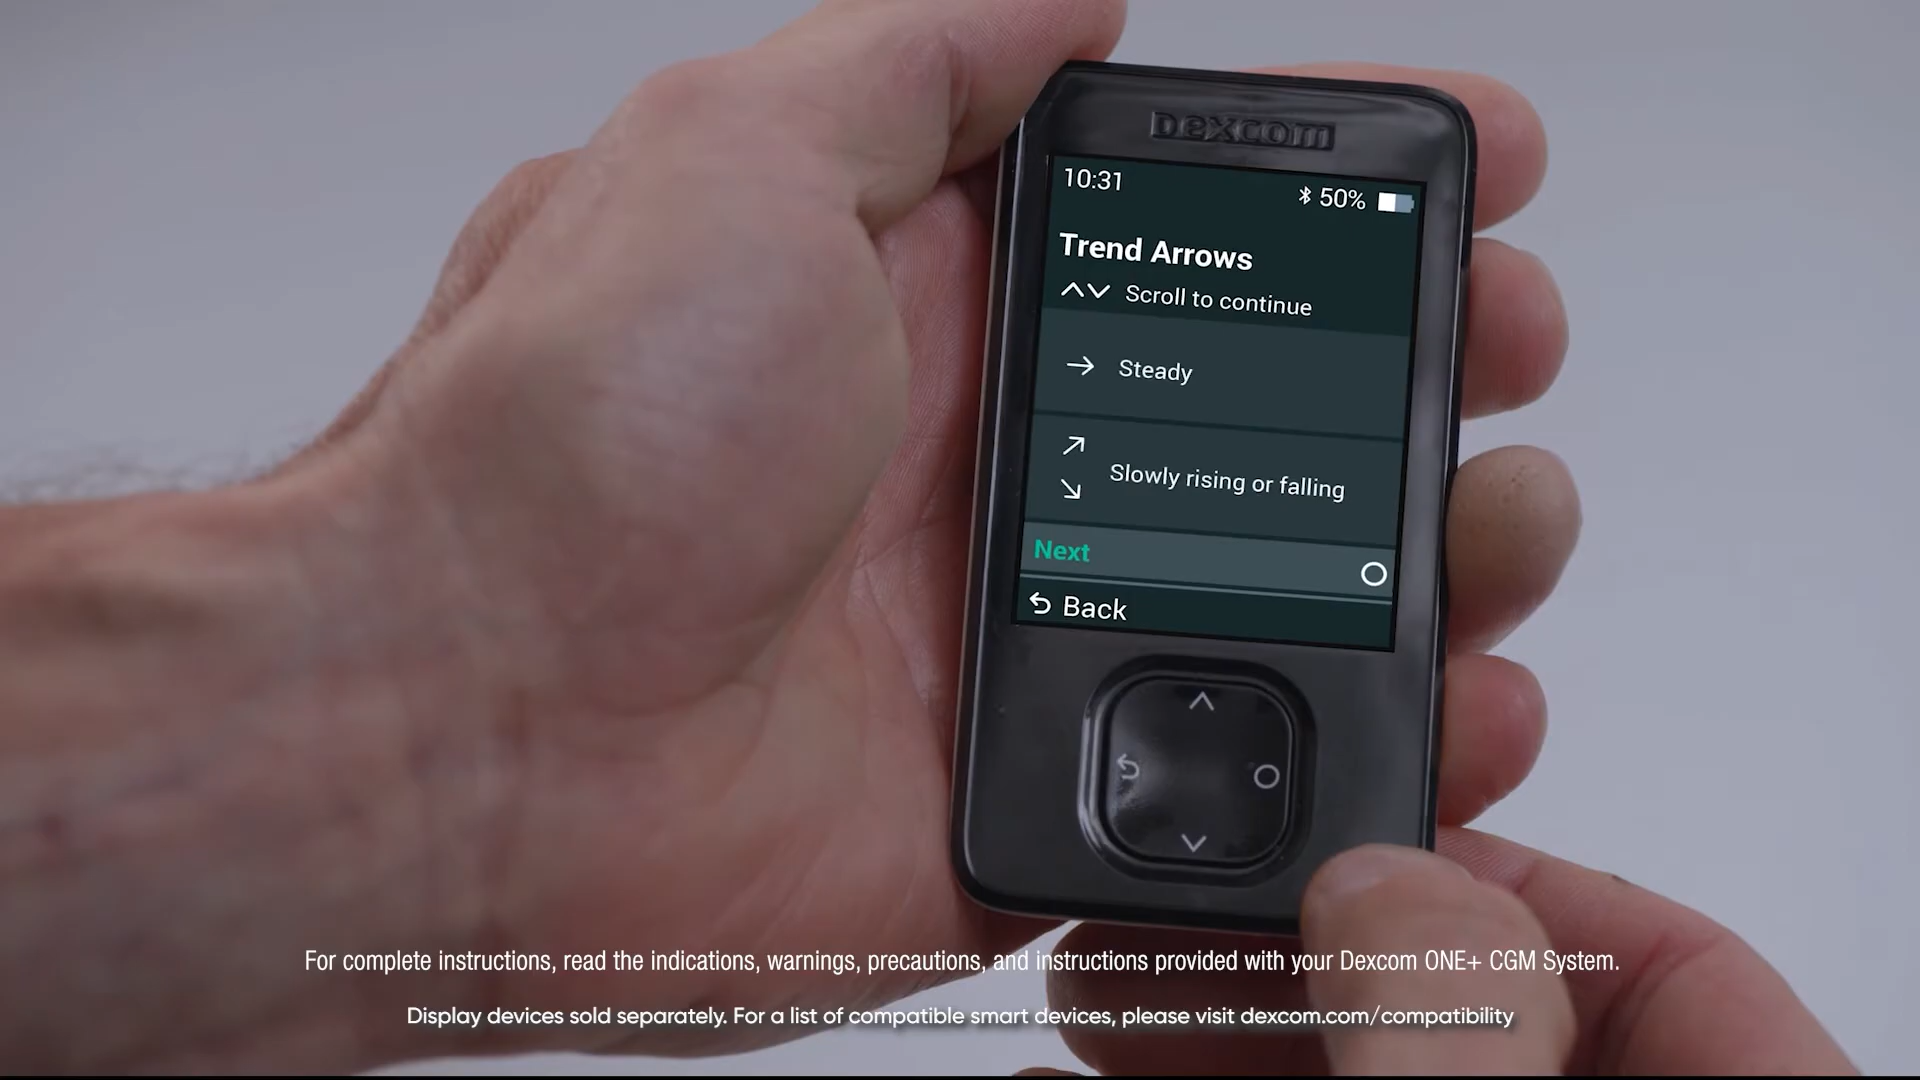 Dexcom
10:31 50%
Trend Arrows
Scroll to continue
Steady
Slowly rising or falling
Next
Back
For complete instructions, read the indications, warnings, precautions, and instructions provided with your Dexcom ONE+ CGM System.
Display devices sold separately. For a list of compatible smart devices, please visit dexcom.com/compatibility